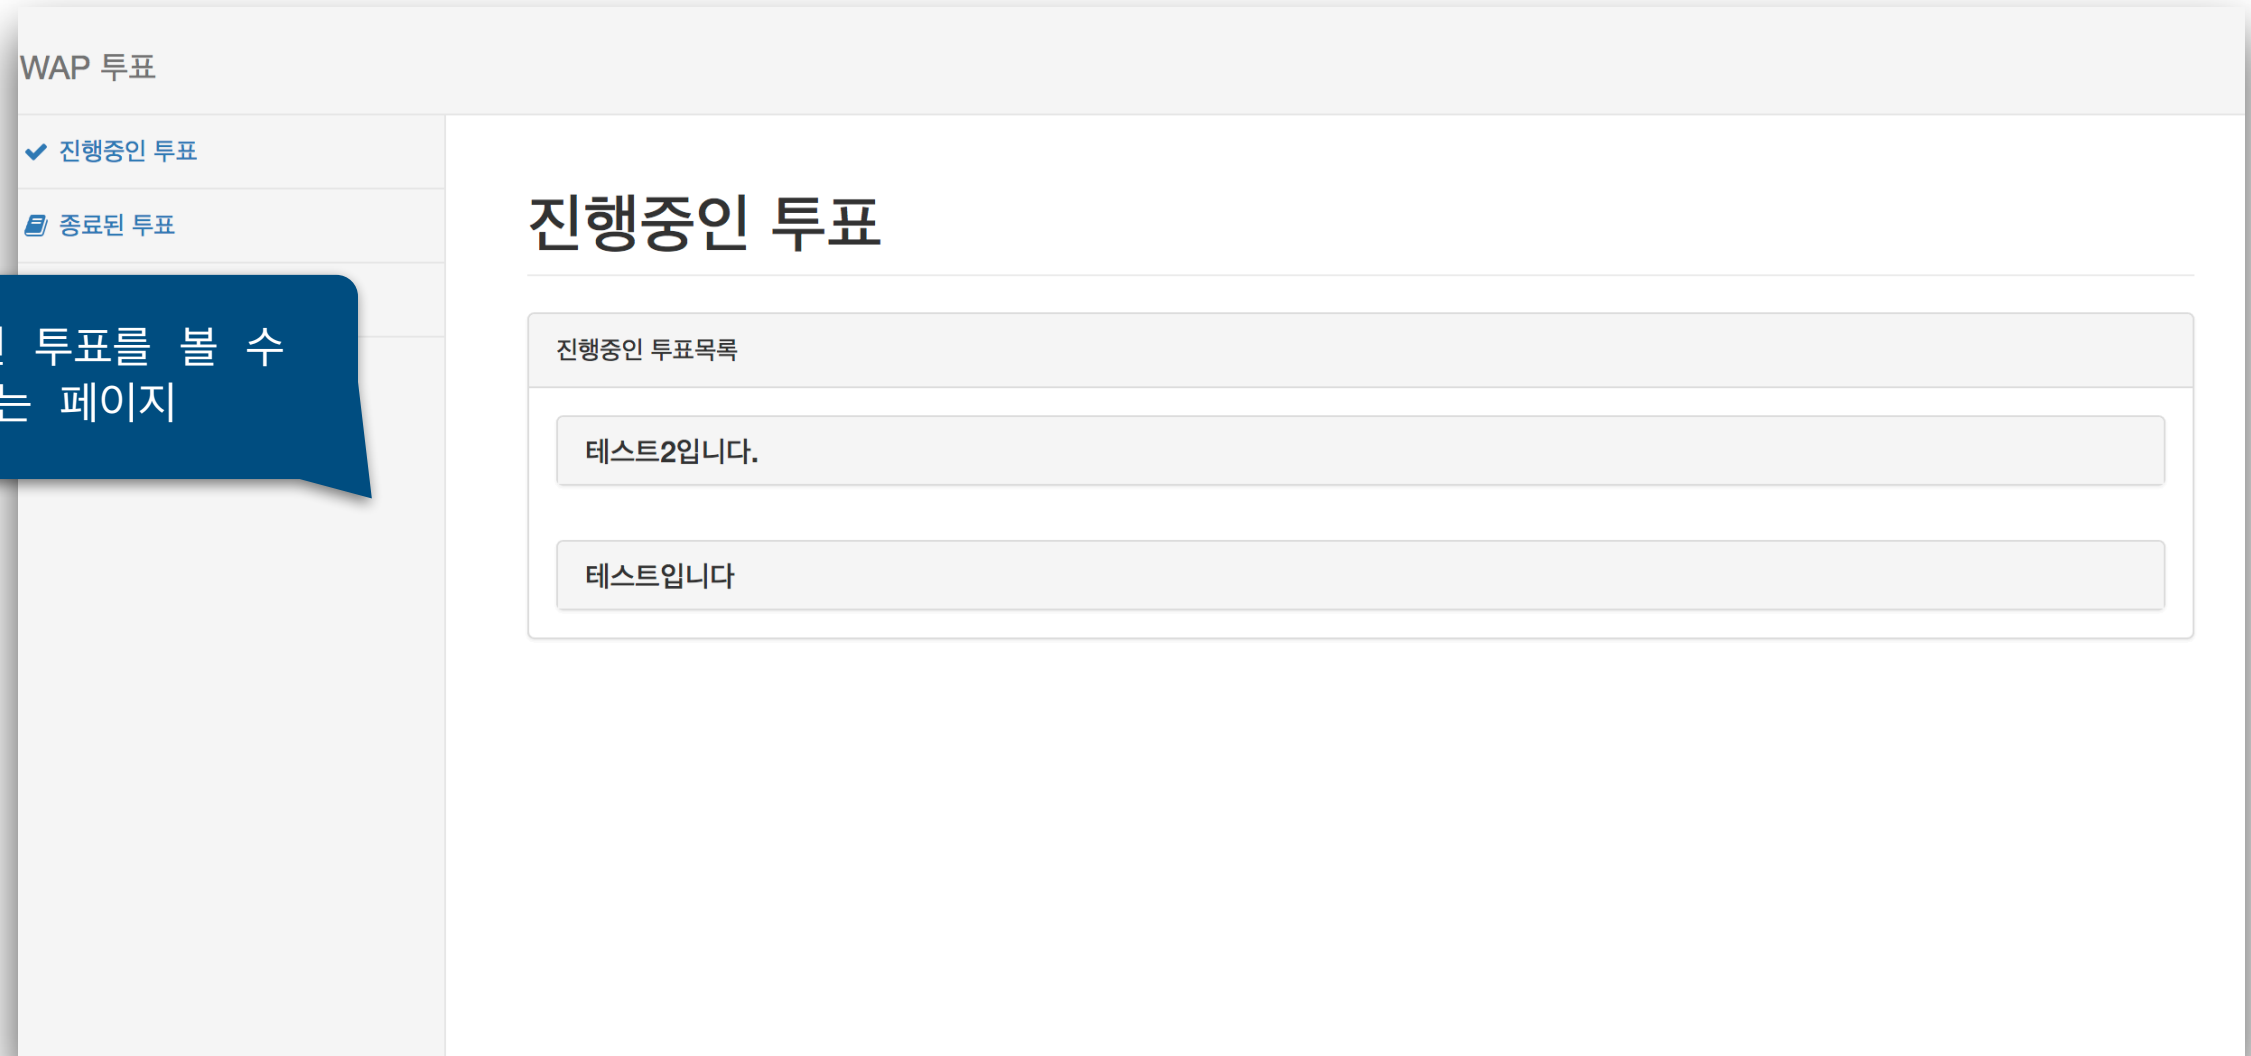 WAP 투표
진행중인 투표
종료된 투표
투표를 볼 수
는 페이지
진행중인 투표
진행중인 투표목록
테스트2입니다.
테스트입니다